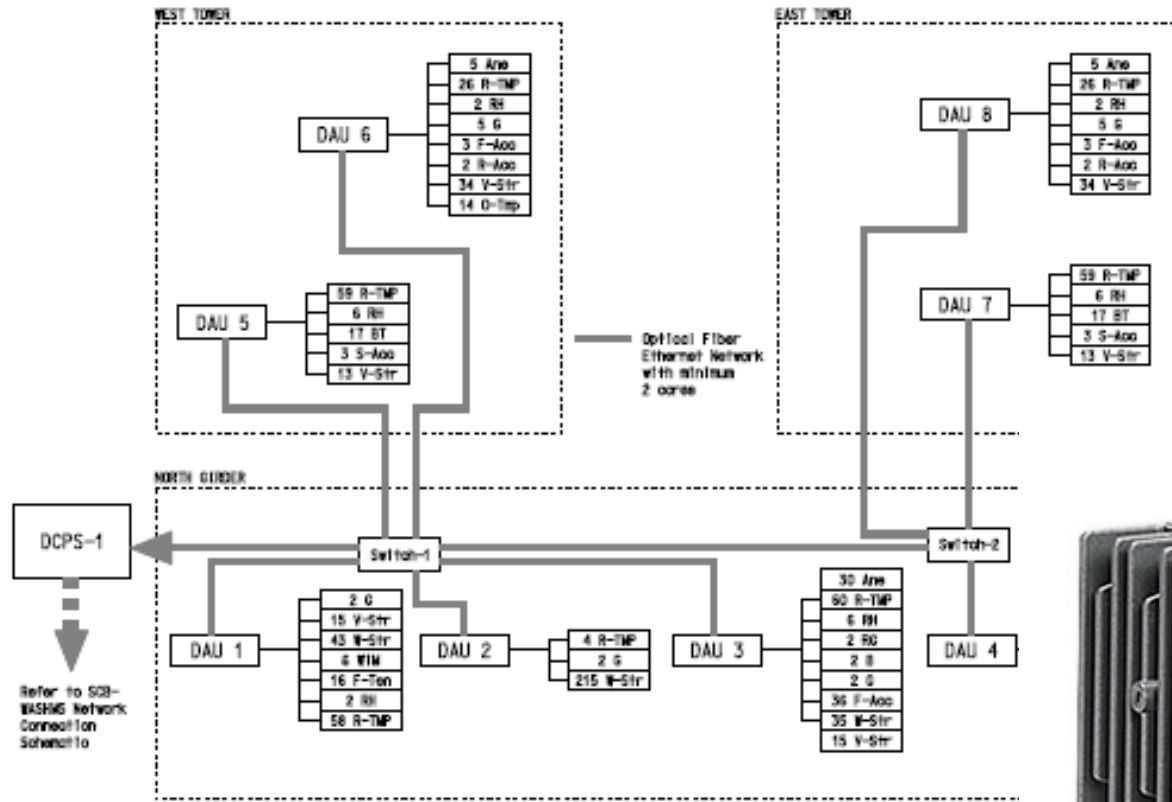 WEST TOWER
EAST TOWER
DAU 6
5 Ane
26 R-TMP
2 RH
5 G
3 F-Acc
2 R-Acc
34 V-Str
14 O-Tmp
DAU 8
5 Ane
26 R-TMP
2 RH
5 G
3 F-Acc
2 R-Acc
34 V-Str
DAU 5
59 R-TMP
6 RH
17 BT
3 S-Acc
13 V-Str
Optical Fiber
Ethernet Network
with minimum
2 cores
DAU 7
59 R-TMP
6 RH
17 BT
3 S-Acc
13 V-Str
NORTH GIRDER
DCPS-1
Switch-1
Switch-2
DAU 1
2 G
15 V-Str
43 W-Str
6 WIM
16 F-Ten
2 RH
58 R-TMP
DAU 2
4 R-TMP
2 G
215 W-Str
DAU 3
30 Ane
60 R-TMP
6 RH
2 RG
2 B
2 G
36 F-Acc
35 W-Str
15 V-Str
DAU 4
Refer to SCB-
WASHMS Network
Connection
Schematic